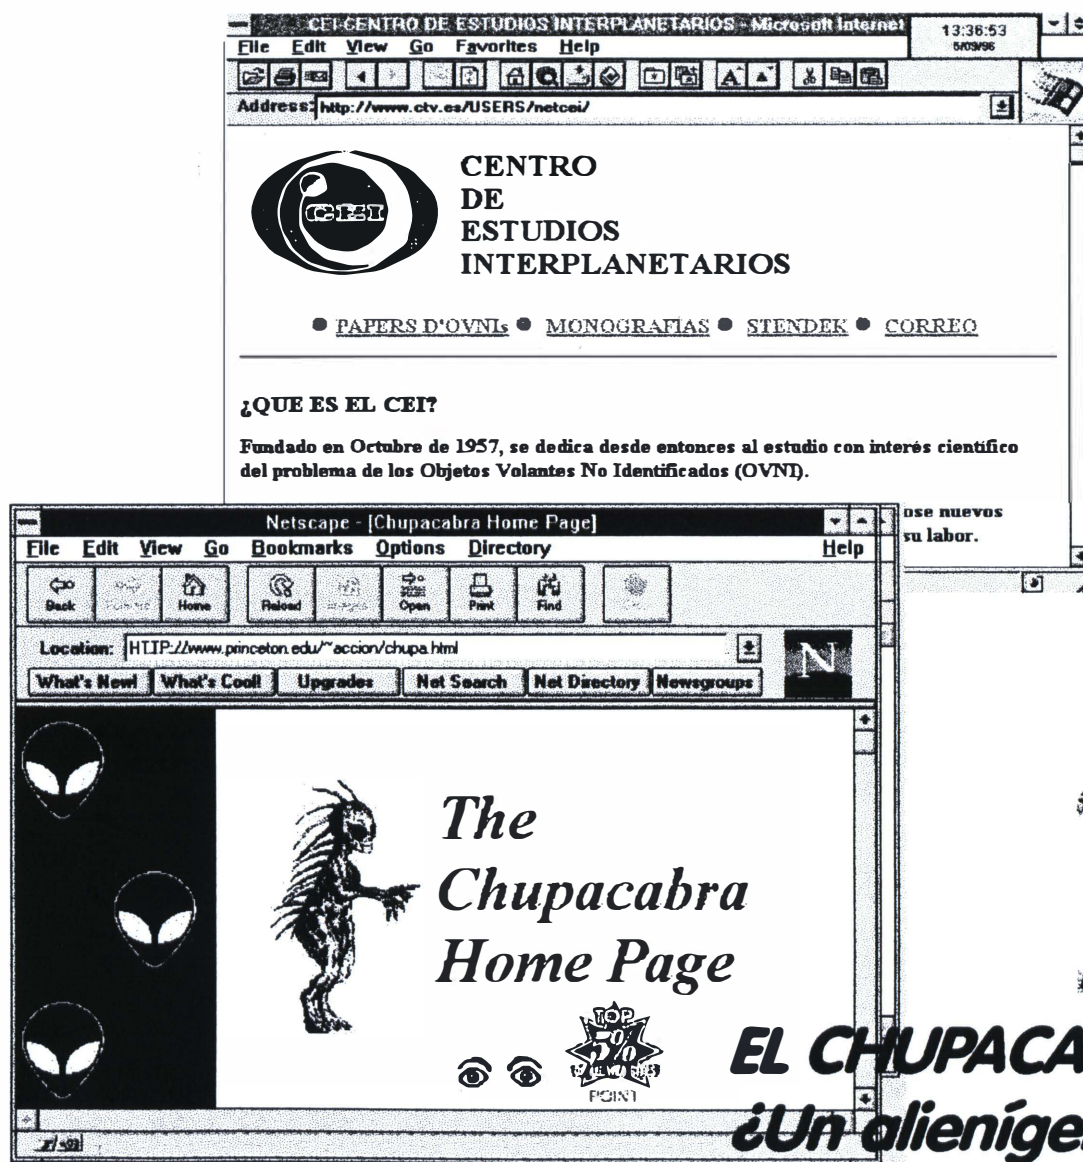 CEI-CENTRO DE ESTUDIOS INTERPLANETARIOS - Microsoft Internet
13:36:53
5/09/96
File Edit View Go Favorites Help
Address: http://www.ctv.es/USERS/netcei/
CEI
CENTRO
DE
ESTUDIOS
INTERPLANETARIOS
PAPERS D'OVNIs MONOGRAFÍAS STENDEK CORREO
¿QUE ES EL CEI?
Fundado en Octubre de 1957, se dedica desde entonces al estudio con interés científico
del problema de los Objetos Volantes No Identificados (OVNI).
ose nuevos
su labor.
Netscape - [Chupacabra Home Page]
File Edit View Go Bookmarks Options Directory Help
Back Home Reload Open Print Find
Location: HTTP://www.princeton.edu/~accion/chupa.html
N
What's New! What's Cool! Upgrades Net Search Net Directory Newsgroups
The
Chupacabra
Home Page
TOP
5%
POINT
EL CHUPACA
¿Un alieníge